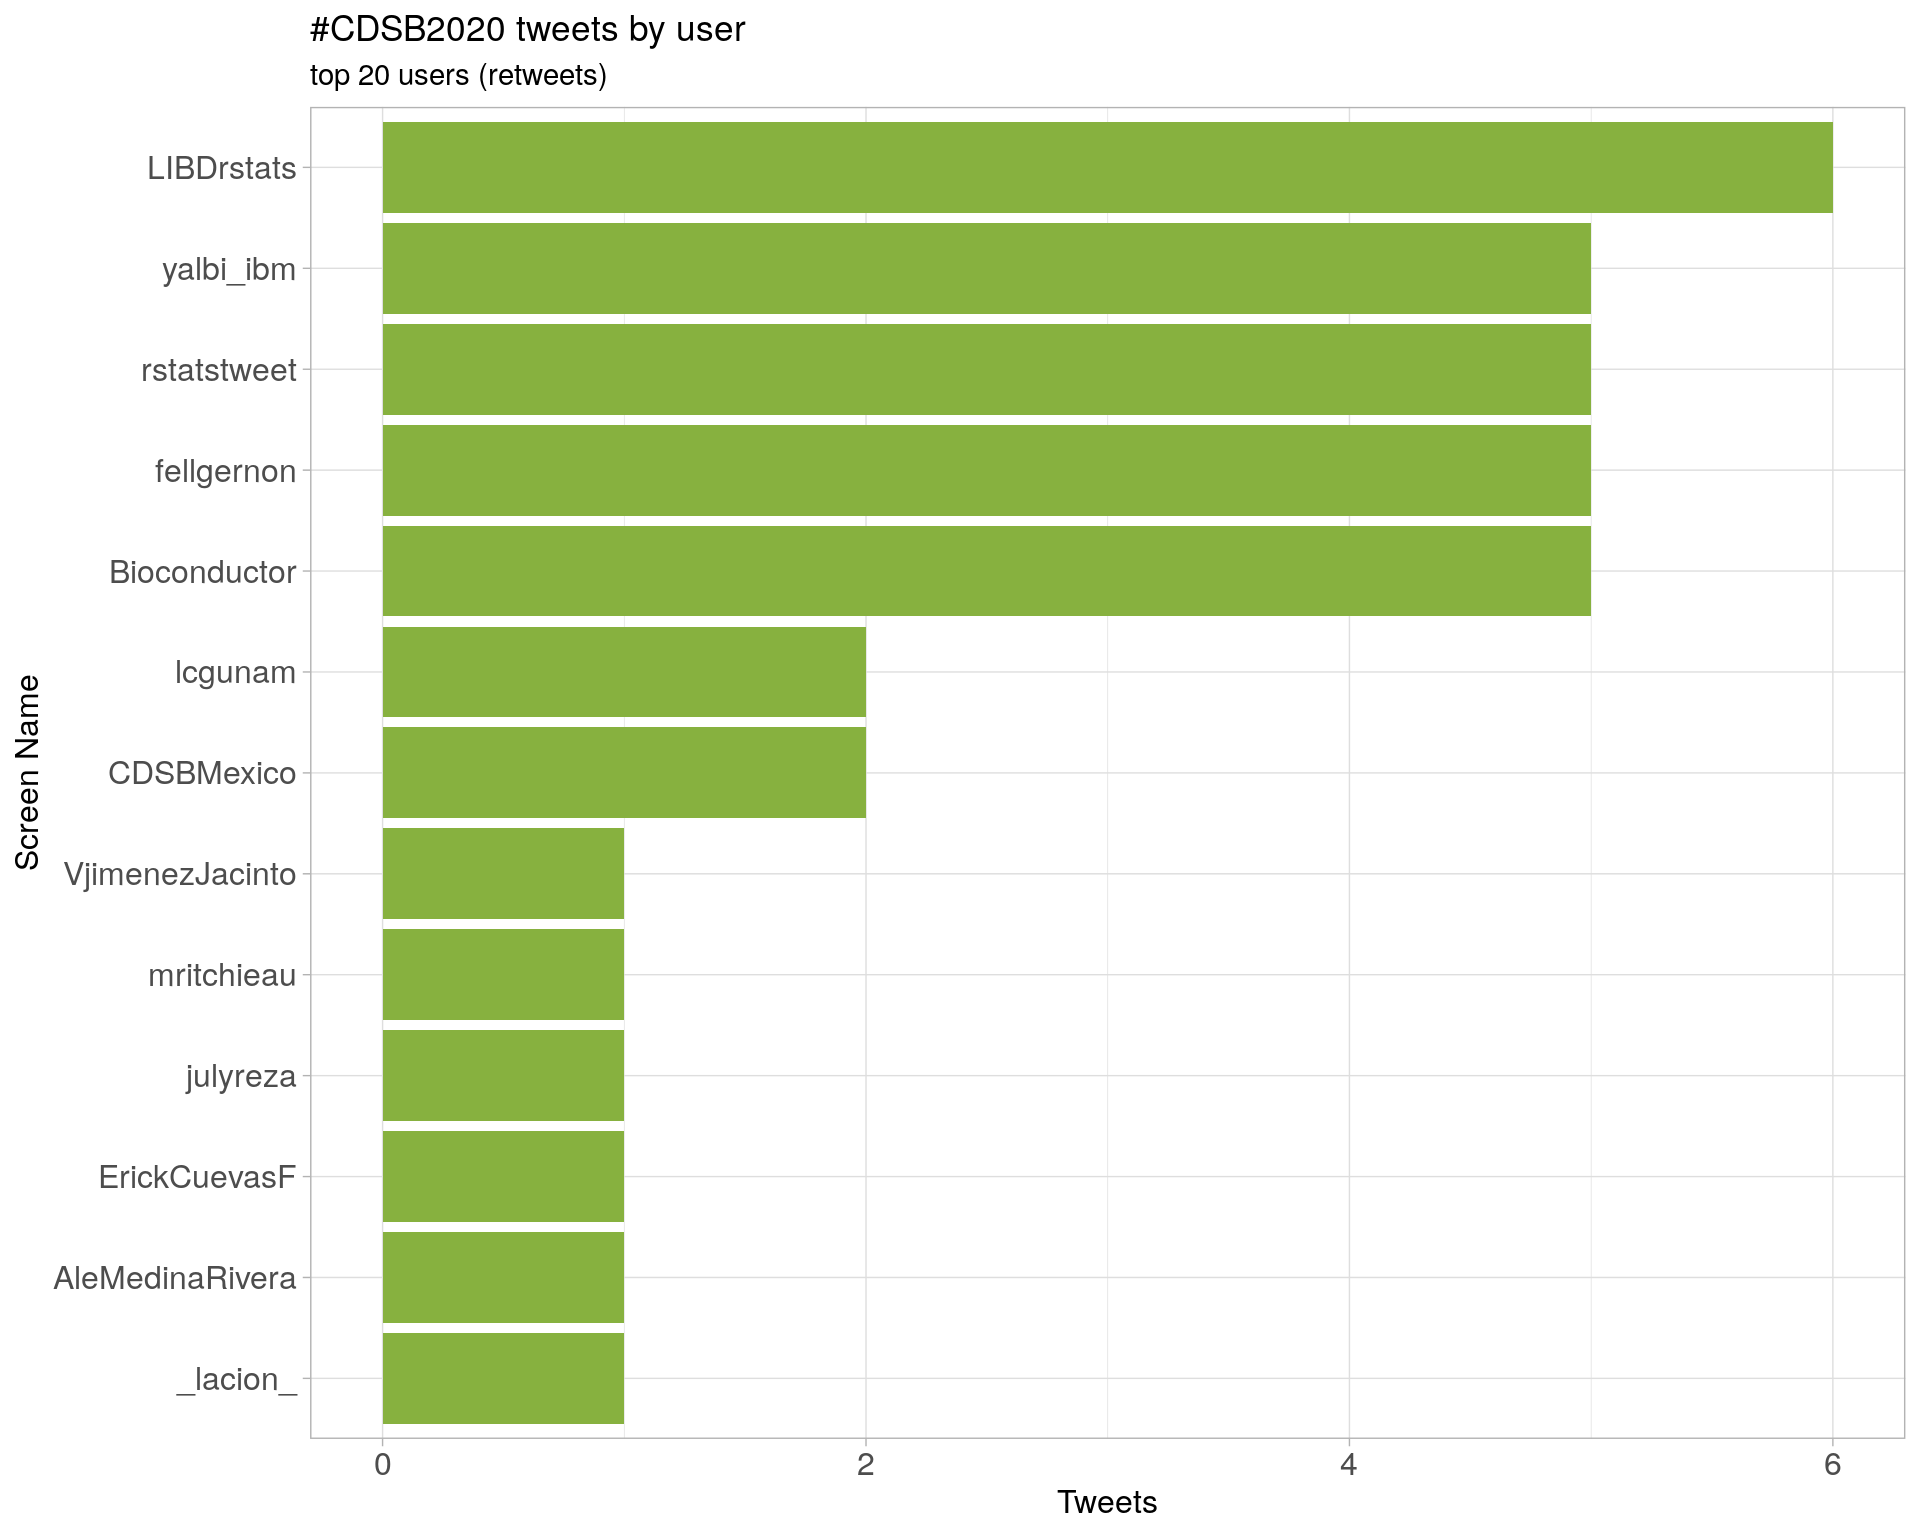 #CDSB2020 tweets by user
top 20 users (retweets)
LIBDrstats
yalbi_ibm
rstatstweet
fellgernon
Bioconductor
lcgunam
CDSBMexico
VjimenezJacinto
mritchieau
julyreza
ErickCuevasF
AleMedinaRivera
_lacion_
Screen Name
0 2 4 6
Tweets